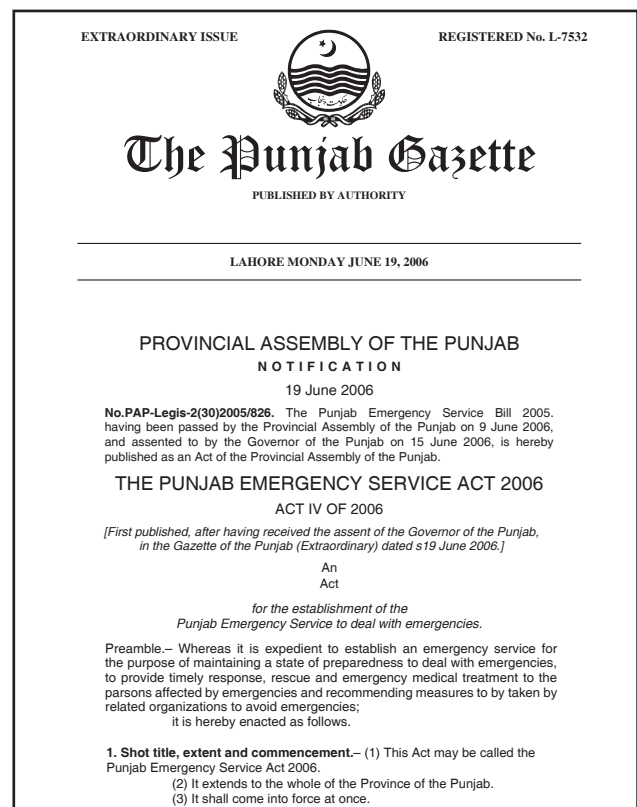 EXTRAORDINARY ISSUE
REGISTERED No. L-7532
حکومت پنجاب
The Punjab Gazette
PUBLISHED BY AUTHORITY
LAHORE MONDAY JUNE 19, 2006
PROVINCIAL ASSEMBLY OF THE PUNJAB
NOTIFICATION
19 June 2006
No.PAP-Legis-2(30)2005/826. The Punjab Emergency Service Bill 2005.
having been passed by the Provincial Assembly of the Punjab on 9 June 2006,
and assented to by the Governor of the Punjab on 15 June 2006, is hereby
published as an Act of the Provincial Assembly of the Punjab.
THE PUNJAB EMERGENCY SERVICE ACT 2006
ACT IV OF 2006
[First published, after having received the assent of the Governor of the Punjab,
in the Gazette of the Punjab (Extraordinary) dated s19 June 2006.]
An
Act
for the establishment of the
Punjab Emergency Service to deal with emergencies.
Preamble.– Whereas it is expedient to establish an emergency service for
the purpose of maintaining a state of preparedness to deal with emergencies,
to provide timely response, rescue and emergency medical treatment to the
parsons affected by emergencies and recommending measures to by taken by
related organizations to avoid emergencies;
it is hereby enacted as follows.
1. Shot title, extent and commencement.– (1) This Act may be called the
Punjab Emergency Service Act 2006.
(2) It extends to the whole of the Province of the Punjab.
(3) It shall come into force at once.